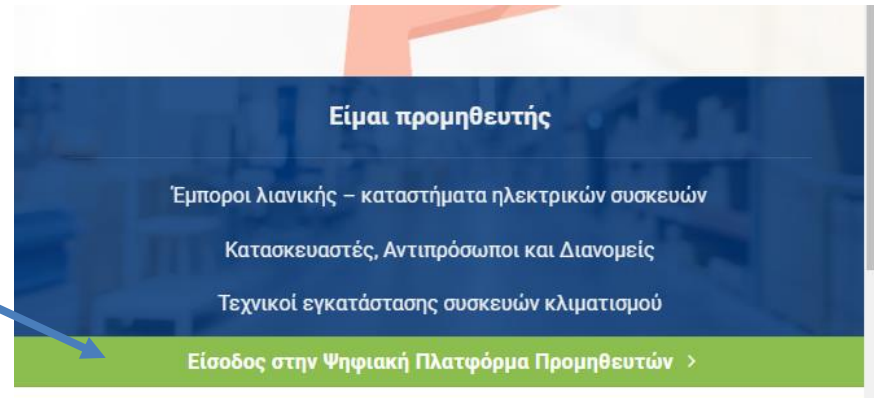 Είμαι προμηθευτής
Έμποροι λιανικής – καταστήματα ηλεκτρικών συσκευών
Κατασκευαστές, Αντιπρόσωποι και Διανομείς
Τεχνικοί εγκατάστασης συσκευών κλιματισμού
Είσοδος στην Ψηφιακή Πλατφόρμα Προμηθευτών >